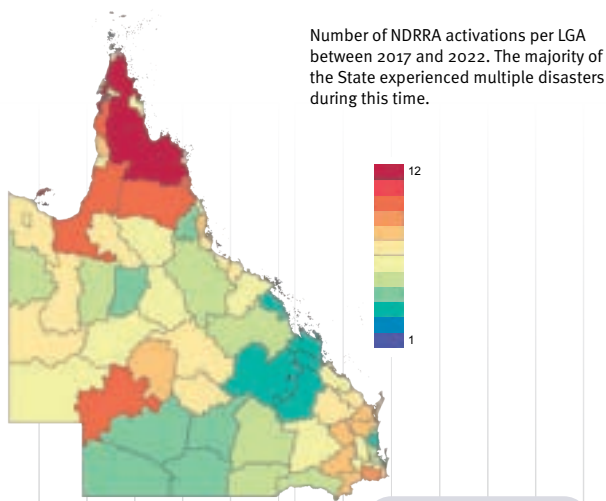 Number of NDRRA activations per LGA
between 2017 and 2022. The majority of
the State experienced multiple disasters
during this time.
12
1